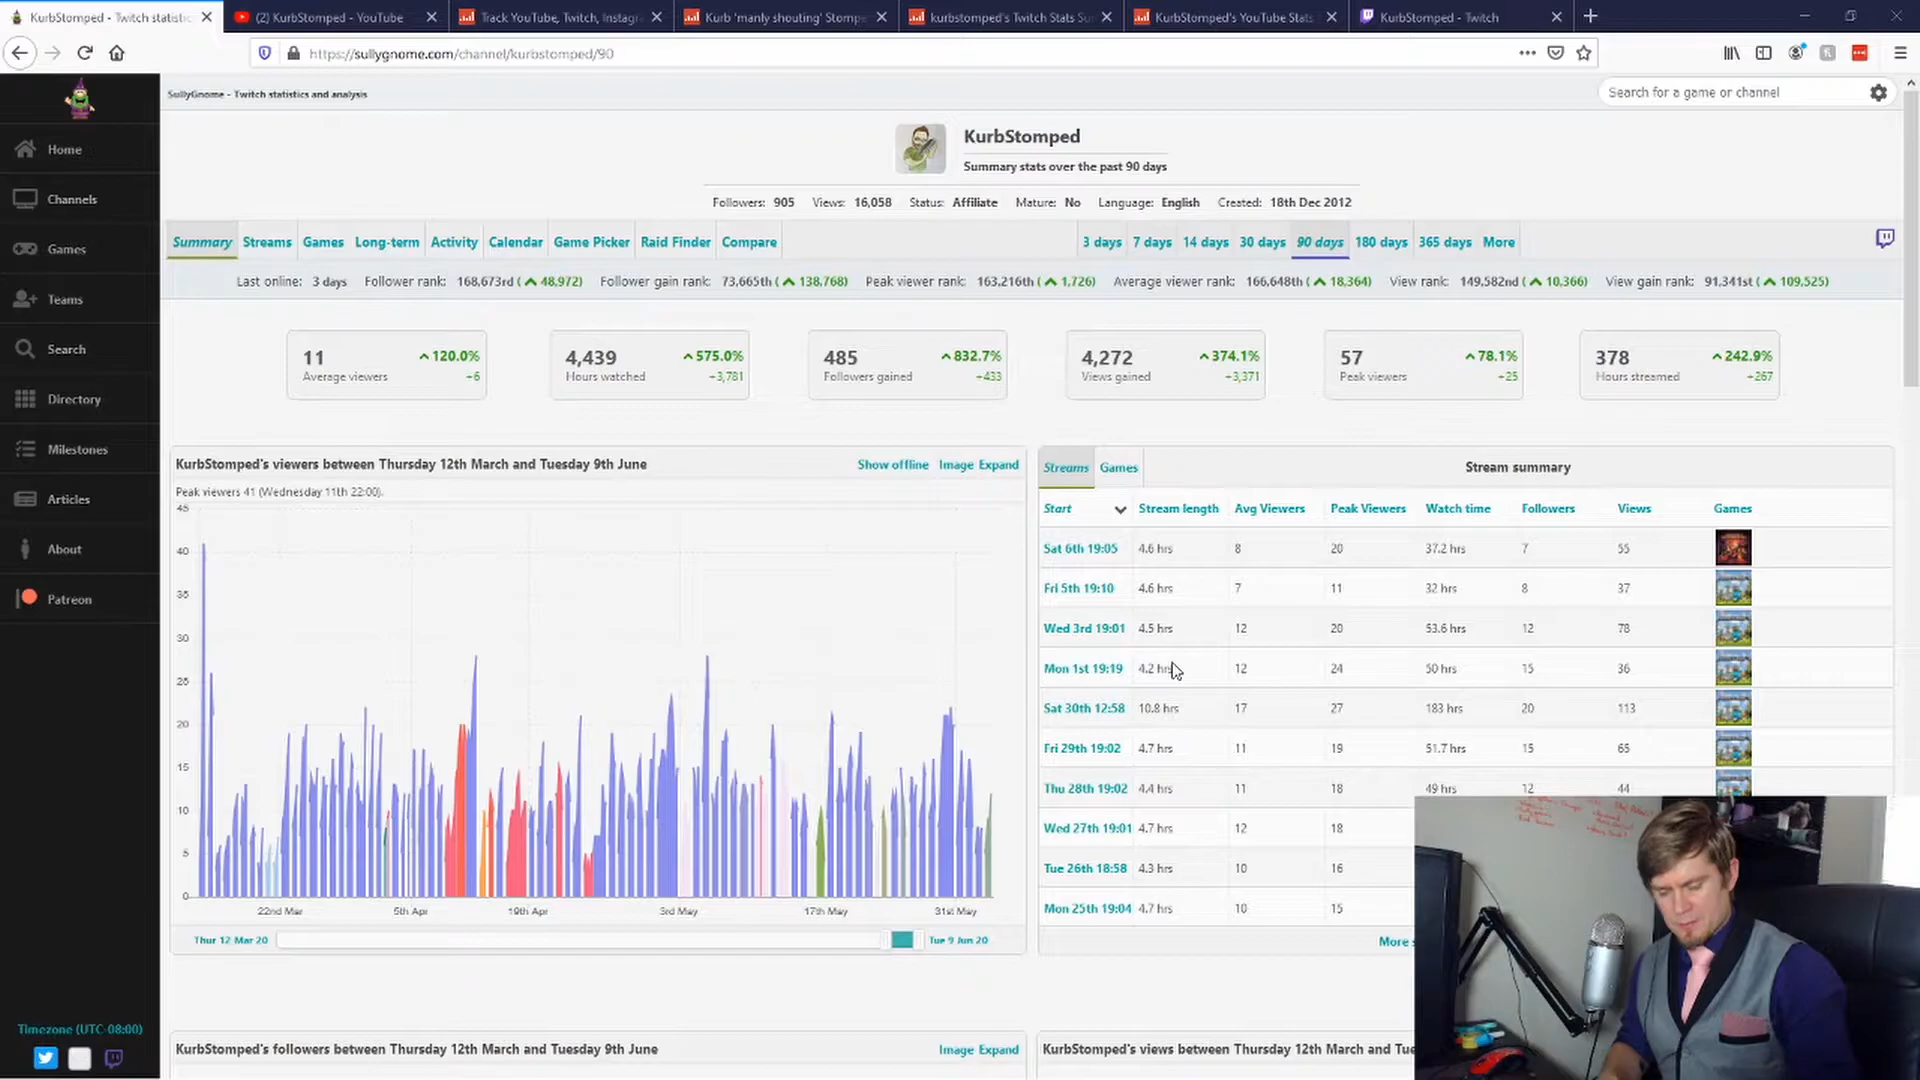 KurbStomped - Twitch statistic
(2) KurbStomped - YouTube
Track YouTube, Twitch, Instagr
Kurb 'manly shouting' Stompe
kurbstomped's Twitch Stats Su
KurbStomped's YouTube Stats
KurbStomped - Twitch
https://sullygnome.com/channel/kurbstomped/90
SullyGnome - Twitch statistics and analysis
Search for a game or channel
Home
Channels
Games
Teams
Search
Directory
Milestones
Articles
About
Patreon
Timezone (UTC-08:00)
KurbStomped
Summary stats over the past 90 days
Followers: 905 Views: 16,058 Status: Affiliate Mature: No Language: English Created: 18th Dec 2012
Summary Streams Games Long-term Activity Calendar Game Picker Raid Finder Compare
3 days 7 days 14 days 30 days 90 days 180 days 365 days More
Last online: 3 days Follower rank: 168,673rd ( 48,972) Follower gain rank: 73,665th ( 138,768) Peak viewer rank: 163,216th ( 1,726) Average viewer rank: 166,648th ( 18,364) View rank: 149,582nd ( 10,366) View gain rank: 91,341st ( 109,525)
11 120.0%
Average viewers +6
4,439 575.0%
Hours watched +3,781
485 832.7%
Followers gained +433
4,272 374.1%
Views gained +3,371
57 78.1%
Peak viewers +25
378 242.9%
Hours streamed +267
KurbStomped's viewers between Thursday 12th March and Tuesday 9th June
Show offline Image Expand
Peak viewers 41 (Wednesday 11th 22:00).
45
40
35
30
25
20
15
10
5
0
22nd Mar 5th Apr 19th Apr 3rd May 17th May 31st May
Thur 12 Mar 20 Tue 9 Jun 20
Streams Games Stream summary
Start Stream length Avg Viewers Peak Viewers Watch time Followers Views Games
Sat 6th 19:05 4.6 hrs 8 20 37.2 hrs 7 55
Fri 5th 19:10 4.6 hrs 7 11 32 hrs 8 37
Wed 3rd 19:01 4.5 hrs 12 20 53.6 hrs 12 78
Mon 1st 19:19 4.2 hrs 12 24 50 hrs 15 36
Sat 30th 12:58 10.8 hrs 17 27 183 hrs 20 113
Fri 29th 19:02 4.7 hrs 11 19 51.7 hrs 15 65
Thu 28th 19:02 4.4 hrs 11 18 49 hrs 12 44
Wed 27th 19:01 4.7 hrs 12 18
Tue 26th 18:58 4.3 hrs 10 16
Mon 25th 19:04 4.7 hrs 10 15
More s
KurbStomped's followers between Thursday 12th March and Tuesday 9th June
Image Expand
KurbStomped's views between Thursday 12th March and Tue